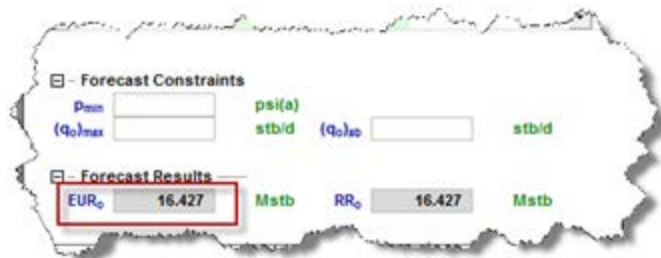 Forecast Constraints
pmin psi(a)
(qo)max stb/d (qo)ab stb/d
Forecast Results
EURo 16.427 Mstb RRo 16.427 Mstb